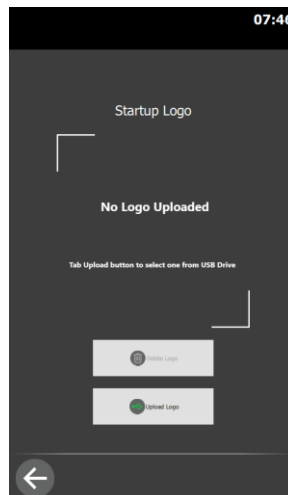 07:46
Startup Logo
No Logo Uploaded
Tab Upload button to select one from USB Drive
Delete Logo
Upload Logo